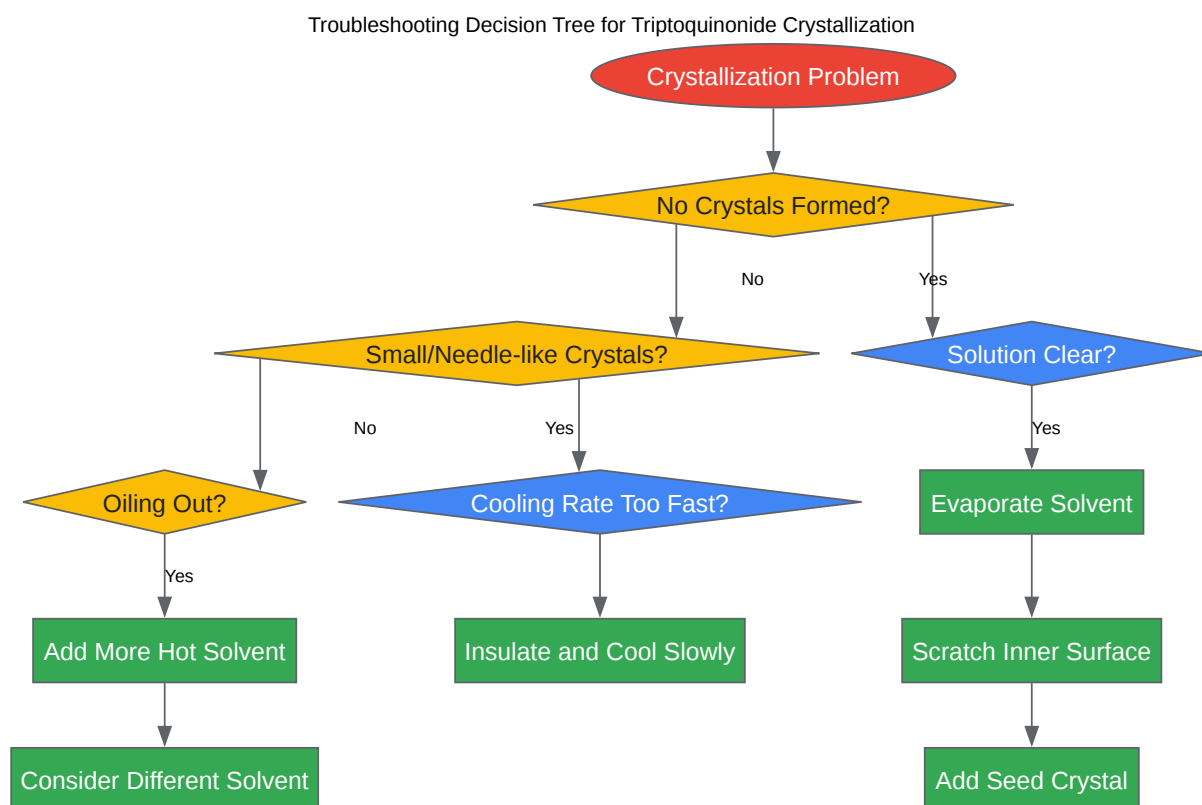 Troubleshooting Decision Tree for Triptoquinonide Crystallization
Crystallization Problem
No Crystals Formed?
No
Yes
Small/Needle-like Crystals?
Solution Clear?
No
Yes
Yes
Oiling Out?
Cooling Rate Too Fast?
Evaporate Solvent
Yes
Add More Hot Solvent
Insulate and Cool Slowly
Scratch Inner Surface
Consider Different Solvent
Add Seed Crystal